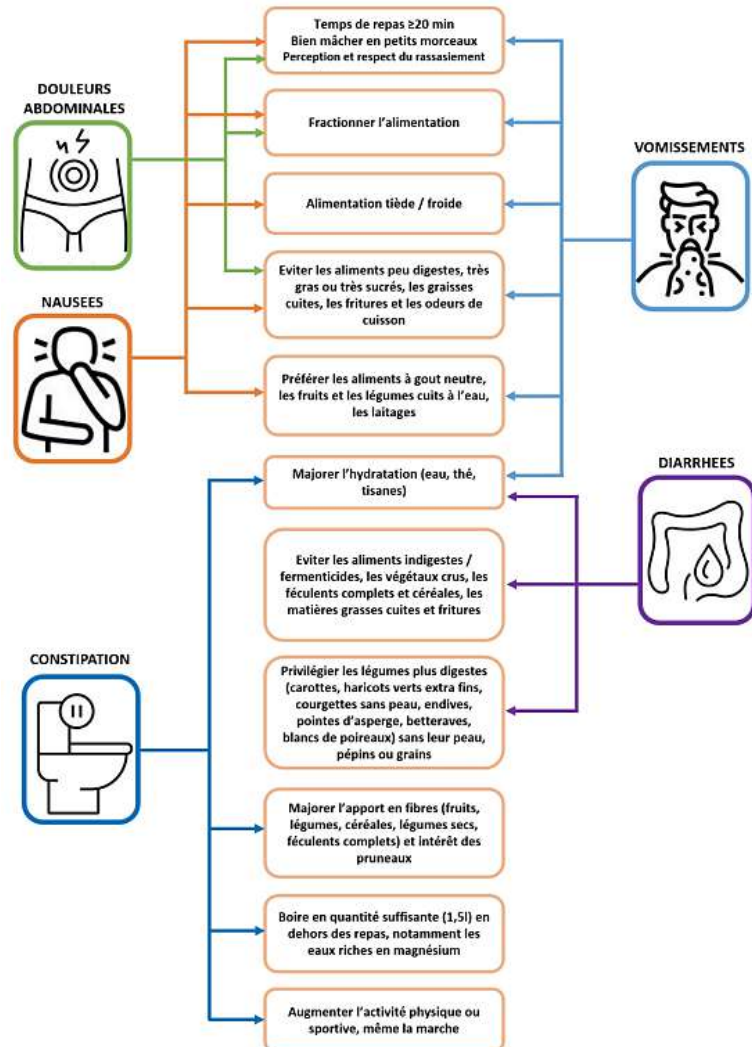 Temps de repas ≥20 min
Bien mâcher en petits morceaux
Perception et respect du rassasiement
DOULEURS
ABDOMINALES
Fractionner l'alimentation
VOMISSEMENTS
Alimentation tiède / froide
Eviter les aliments peu digestes, très
gras ou très sucrés, les graisses
cuites, les fritures et les odeurs de
cuisson
NAUSEES
Préférer les aliments à gout neutre,
les fruits et les légumes cuits à l'eau,
les laitages
DIARRHEES
Majorer l'hydratation (eau, thé,
tisanes)
Eviter les aliments indigestes /
fermenticides, les végétaux crus, les
féculents complets et céréales, les
matières grasses cuites et fritures
CONSTIPATION
Privilégier les légumes plus digestes
(carottes, haricots verts extra fins,
courgettes sans peau, endives,
pointes d'asperge, betteraves,
blancs de poireaux) sans leur peau,
pépins ou grains
Majorer l'apport en fibres (fruits,
légumes, céréales, légumes secs,
féculents complets) et intérêt des
pruneaux
Boire en quantité suffisante (1,5l) en
dehors des repas, notamment les
eaux riches en magnésium
Augmenter l'activité physique ou
sportive, même la marche